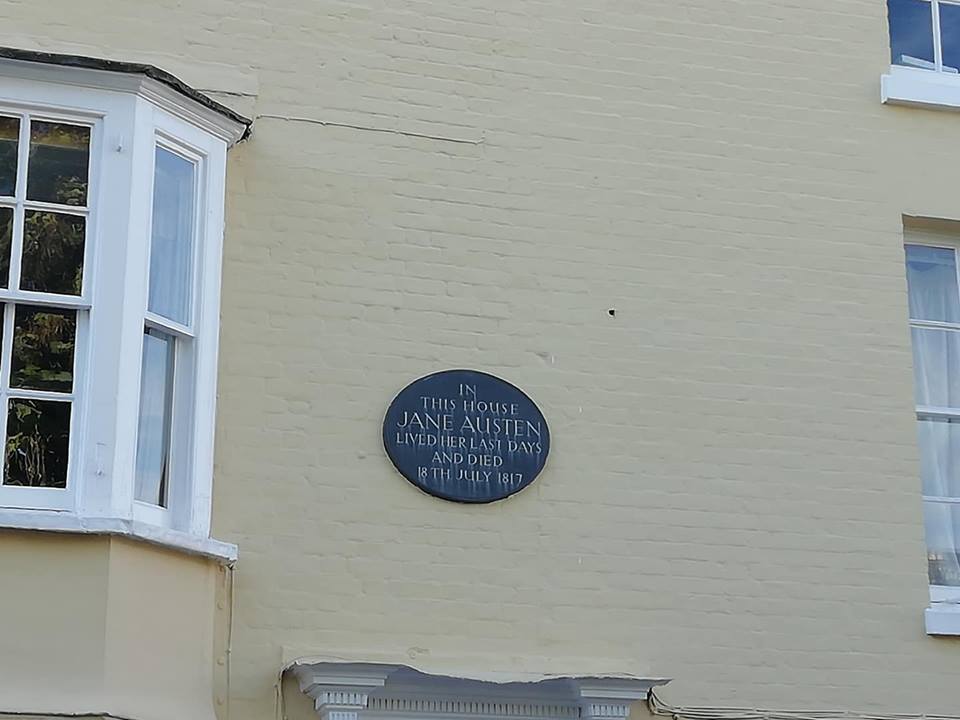 IN
THIS HOUSE
JANE AUSTEN
LIVED HER LAST DAYS
AND DIED
18TH. JULY 1817